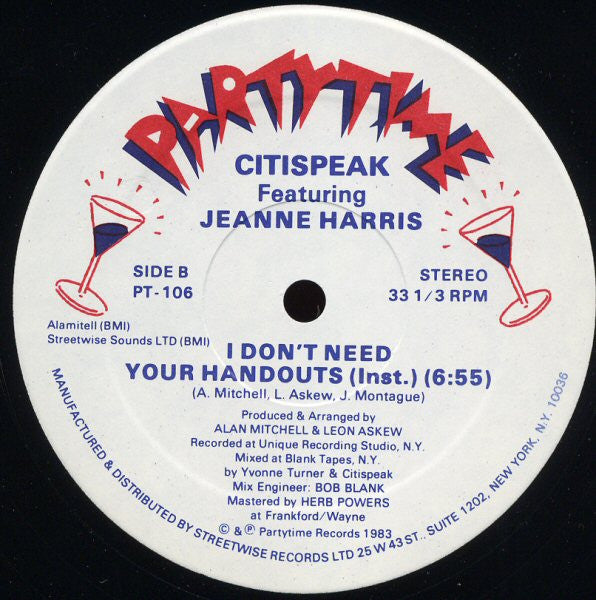 PARTYTIME
CITISPEAK
Featuring
JEANNE HARRIS
SIDE B
PT-106
STEREO
33 1/3 RPM
Alamitell (BMI)
Streetwise Sounds LTD (BMI)
I DON'T NEED
YOUR HANDOUTS (Inst.) (6:55)
(A. Mitchell, L. Askew, J. Montague)
Produced & Arranged by
ALAN MITCHELL & LEON ASKEW
Recorded at Unique Recording Studio, N.Y.
Mixed at Blank Tapes, N.Y.
by Yvonne Turner & Citispeak
Mix Engineer: BOB BLANK
Mastered by HERB POWERS
at Frankford/Wayne
© & ℗ Partytime Records 1983
MANUFACTURED & DISTRIBUTED BY STREETWISE RECORDS LTD 25 W 43 ST., SUITE 1202, NEW YORK, N.Y. 10036